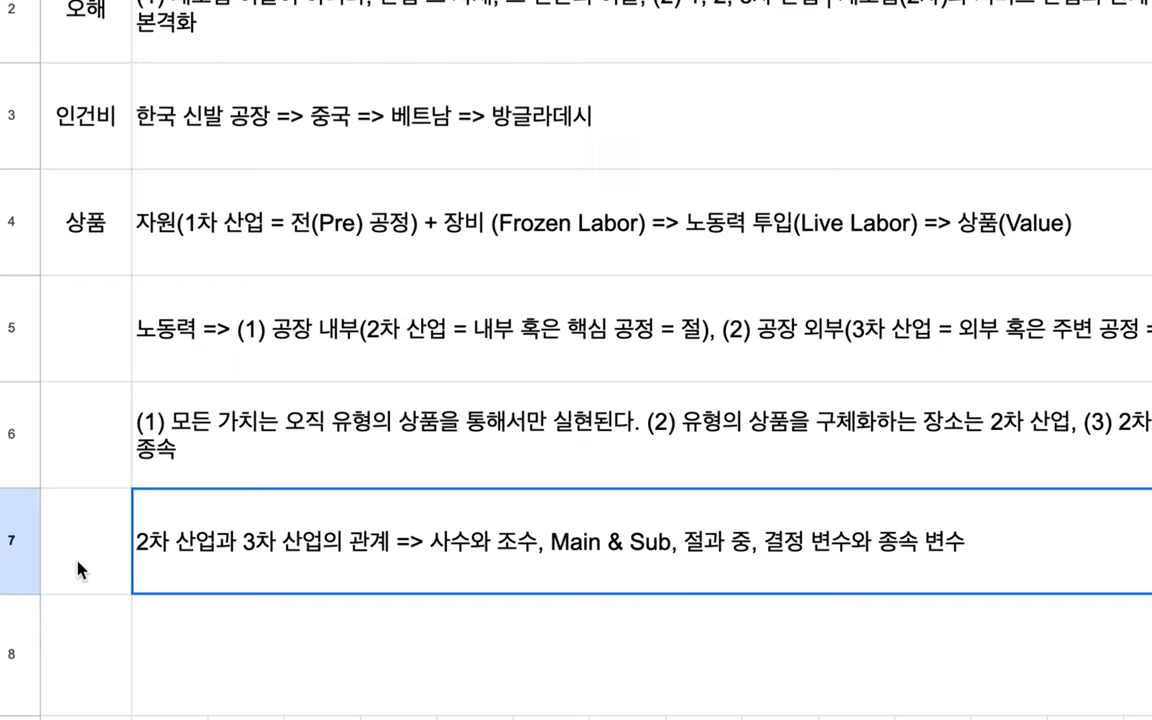 2
오해
본격화
3
인건비
한국 신발 공장 => 중국 => 베트남 => 방글라데시
4
상품
자원(1차 산업 = 전(Pre) 공정) + 장비 (Frozen Labor) => 노동력 투입(Live Labor) => 상품(Value)
5
노동력 => (1) 공장 내부(2차 산업 = 내부 혹은 핵심 공정 = 절), (2) 공장 외부(3차 산업 = 외부 혹은 주변 공정 =
6
(1) 모든 가치는 오직 유형의 상품을 통해서만 실현된다. (2) 유형의 상품을 구체화하는 장소는 2차 산업, (3) 2차
종속
7
2차 산업과 3차 산업의 관계 => 사수와 조수, Main & Sub, 절과 중, 결정 변수와 종속 변수
8